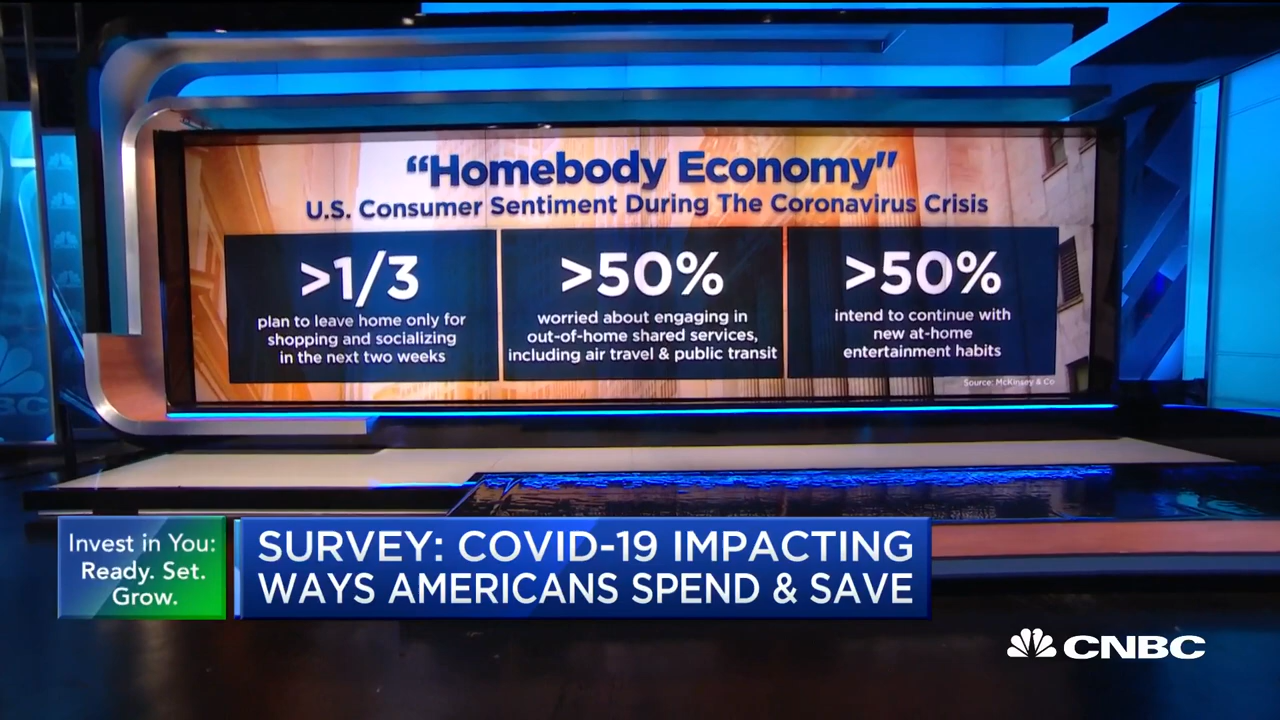 “Homebody Economy”
U.S. Consumer Sentiment During The Coronavirus Crisis
>1/3
plan to leave home only for
shopping and socializing
in the next two weeks
>50%
worried about engaging in
out-of-home shared services,
including air travel & public transit
>50%
intend to continue with
new at-home
entertainment habits
Source: McKinsey & Co
NBC
Invest in You:
Ready. Set.
Grow.
SURVEY: COVID-19 IMPACTING
WAYS AMERICANS SPEND & SAVE
CNBC